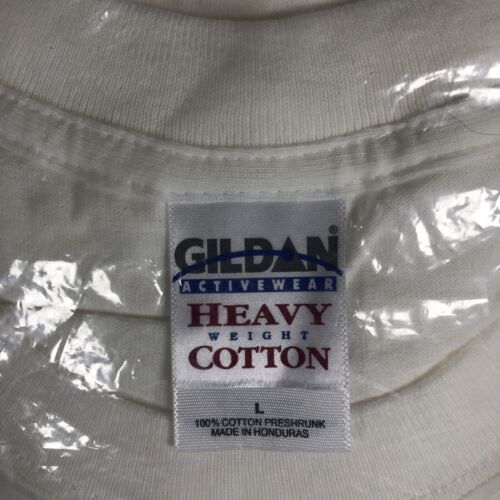 GILDAN®
ACTIVEWEAR
HEAVY
WEIGHT
COTTON
L
100% COTTON PRESHRUNK
MADE IN HONDURAS